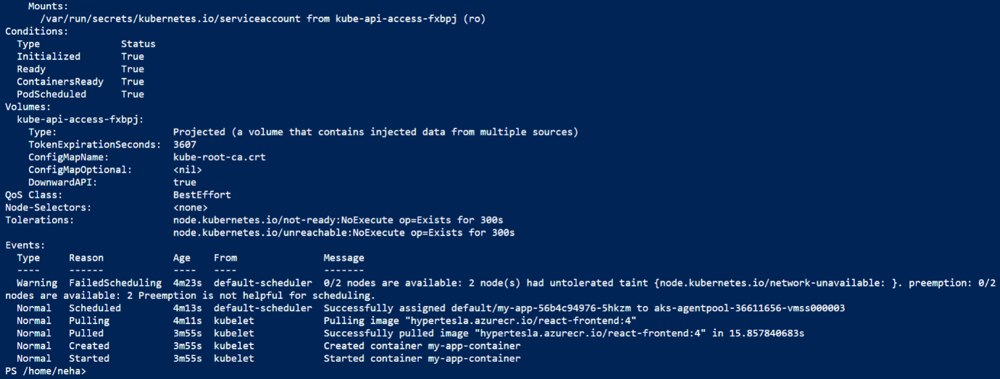 Mounts:
/var/run/secrets/kubernetes.io/serviceaccount from kube-api-access-fxbpj (ro)
Conditions:
Type Status
Initialized True
Ready True
ContainersReady True
PodScheduled True
Volumes:
kube-api-access-fxbpj:
Type: Projected (a volume that contains injected data from multiple sources)
TokenExpirationSeconds: 3607
ConfigMapName: kube-root-ca.crt
ConfigMapOptional: <nil>
DownwardAPI: true
QoS Class: BestEffort
Node-Selectors: <none>
Tolerations: node.kubernetes.io/not-ready:NoExecute op=Exists for 300s
node.kubernetes.io/unreachable:NoExecute op=Exists for 300s
Events:
Type Reason Age From Message
---- ------ ---- ---- -------
Warning FailedScheduling 4m23s default-scheduler 0/2 nodes are available: 2 node(s) had untolerated taint {node.kubernetes.io/network-unavailable: }. preemption: 0/2
nodes are available: 2 Preemption is not helpful for scheduling.
Normal Scheduled 4m13s default-scheduler Successfully assigned default/my-app-56b4c94976-5hkzm to aks-agentpool-36611656-vmss000003
Normal Pulling 4m11s kubelet Pulling image "hypertesla.azurecr.io/react-frontend:4"
Normal Pulled 3m55s kubelet Successfully pulled image "hypertesla.azurecr.io/react-frontend:4" in 15.857840683s
Normal Created 3m55s kubelet Created container my-app-container
Normal Started 3m55s kubelet Started container my-app-container
PS /home/neha>